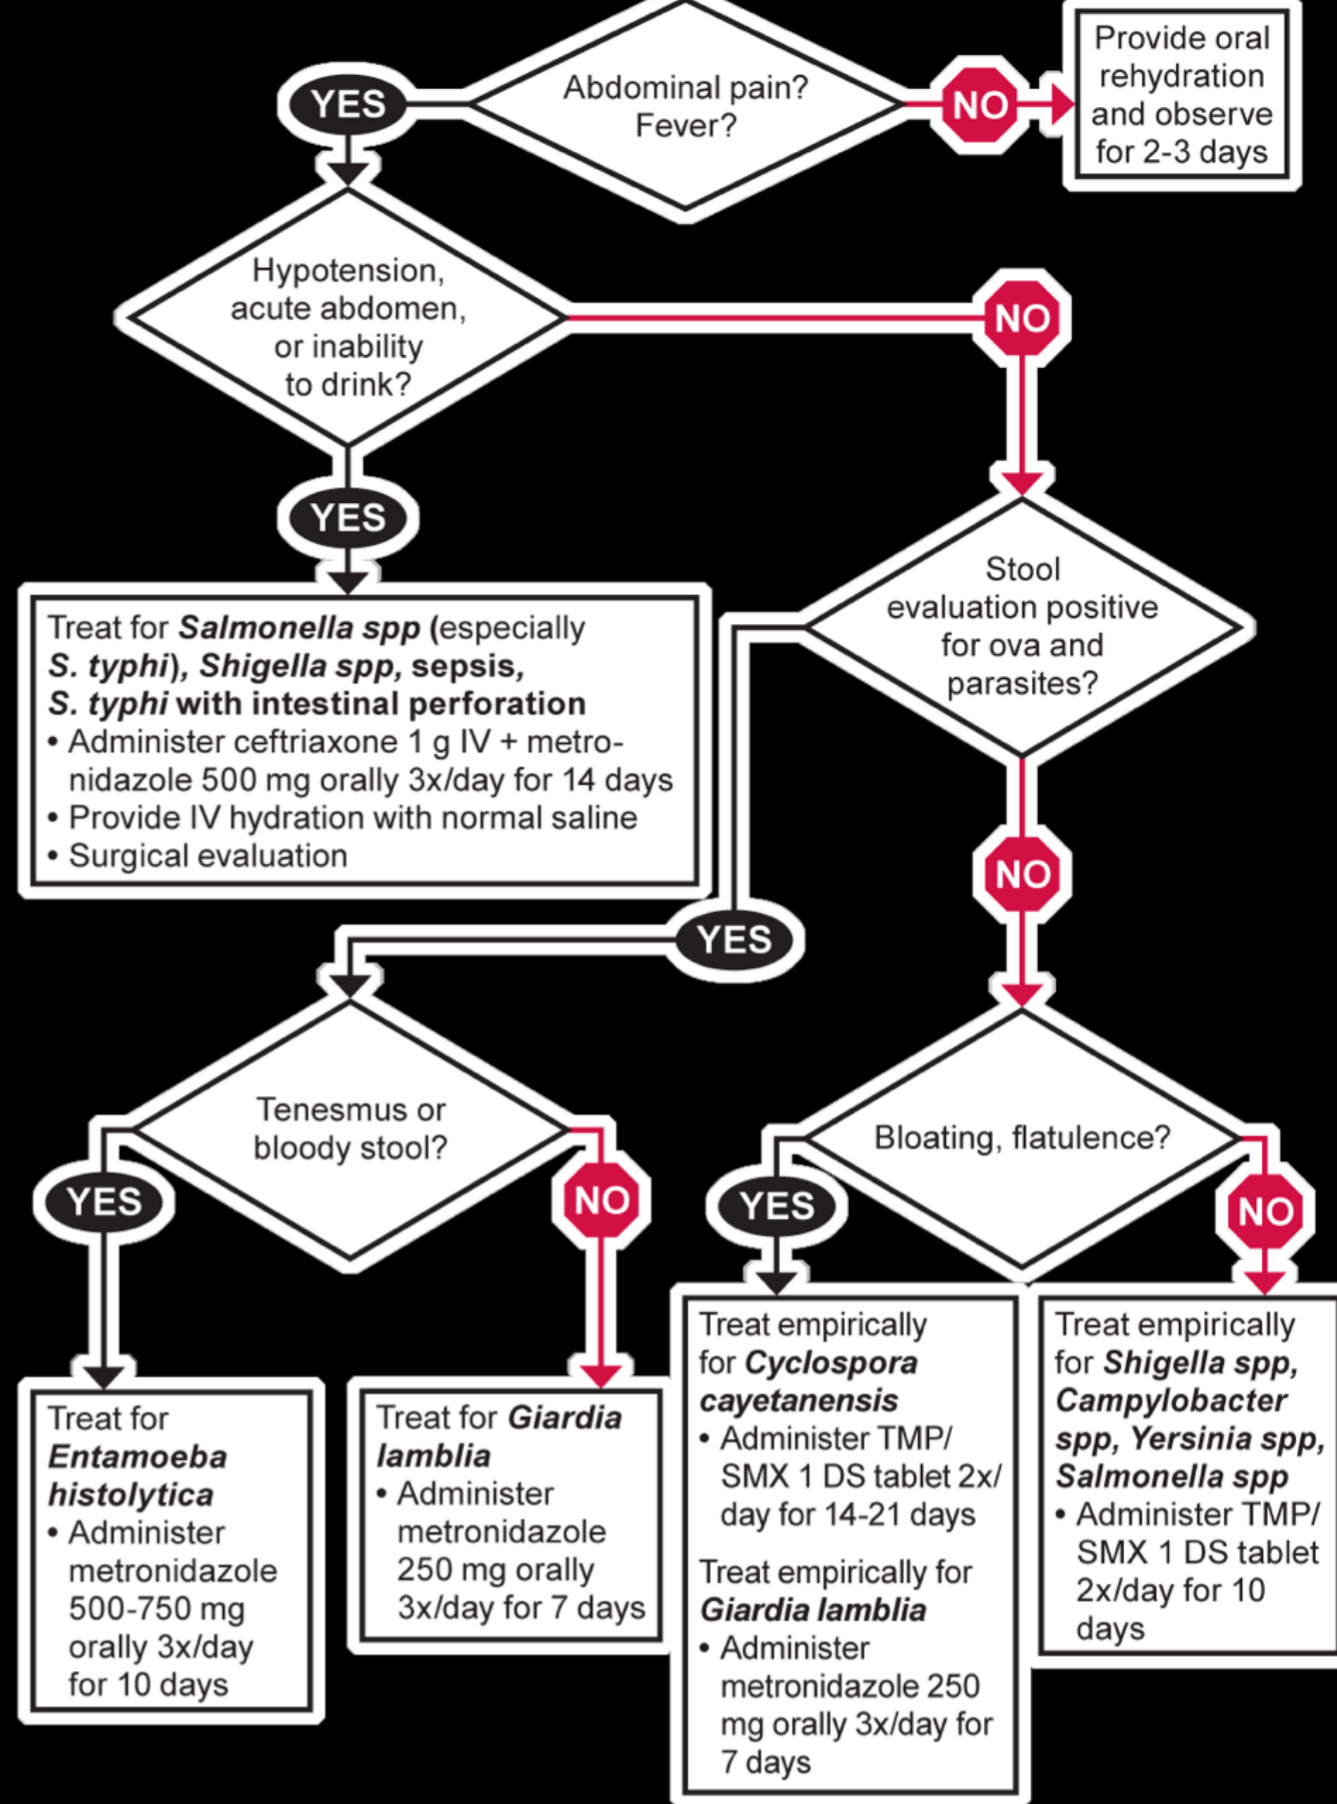 Abdominal pain?
Fever?
YES
NO
Provide oral
rehydration
and observe
for 2-3 days
Hypotension,
acute abdomen,
or inability
to drink?
NO
YES
Treat for Salmonella spp (especially
S. typhi), Shigella spp, sepsis,
S. typhi with intestinal perforation
• Administer ceftriaxone 1 g IV + metro-
nidazole 500 mg orally 3x/day for 14 days
• Provide IV hydration with normal saline
• Surgical evaluation
Stool
evaluation positive
for ova and
parasites?
YES
NO
Tenesmus or
bloody stool?
YES
NO
Treat for
Entamoeba
histolytica
• Administer
metronidazole
500-750 mg
orally 3x/day
for 10 days
Treat for Giardia
lamblia
• Administer
metronidazole
250 mg orally
3x/day for 7 days
Bloating, flatulence?
YES
NO
Treat empirically
for Cyclospora
cayetanensis
• Administer TMP/
SMX 1 DS tablet 2x/
day for 14-21 days
Treat empirically for
Giardia lamblia
• Administer
metronidazole 250
mg orally 3x/day for
7 days
Treat empirically
for Shigella spp,
Campylobacter
spp, Yersinia spp,
Salmonella spp
• Administer TMP/
SMX 1 DS tablet
2x/day for 10
days